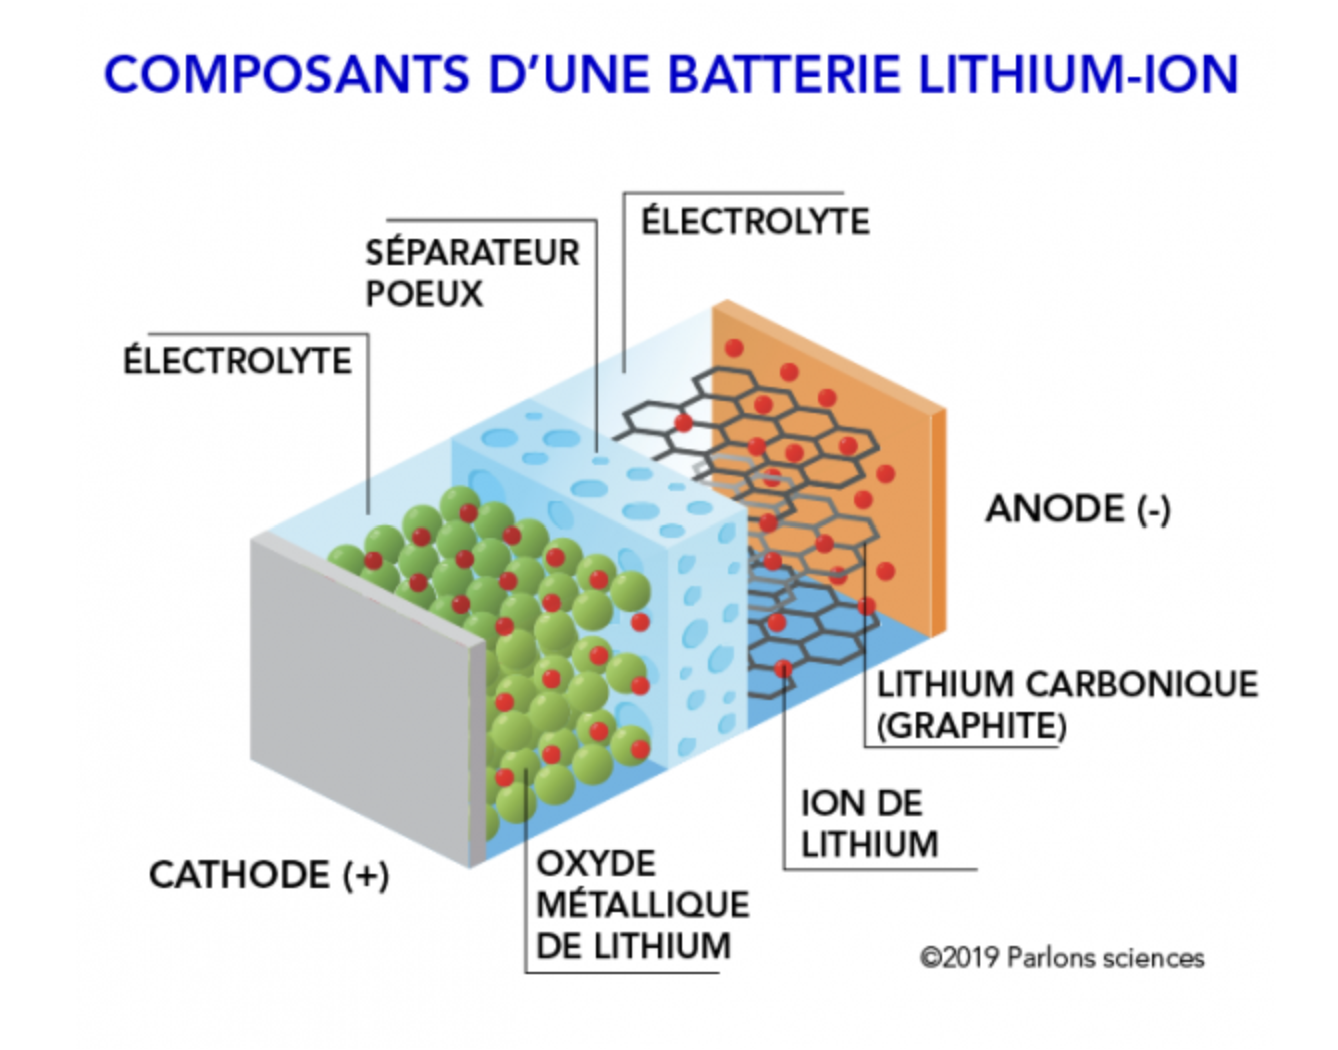 COMPOSANTS D'UNE BATTERIE LITHIUM-ION
ÉLECTROLYTE
SÉPARATEUR
POEUX
ÉLECTROLYTE
ANODE (-)
LITHIUM CARBONIQUE
(GRAPHITE)
ION DE
LITHIUM
CATHODE (+)
OXYDE
MÉTALLIQUE
DE LITHIUM
©2019 Parlons sciences